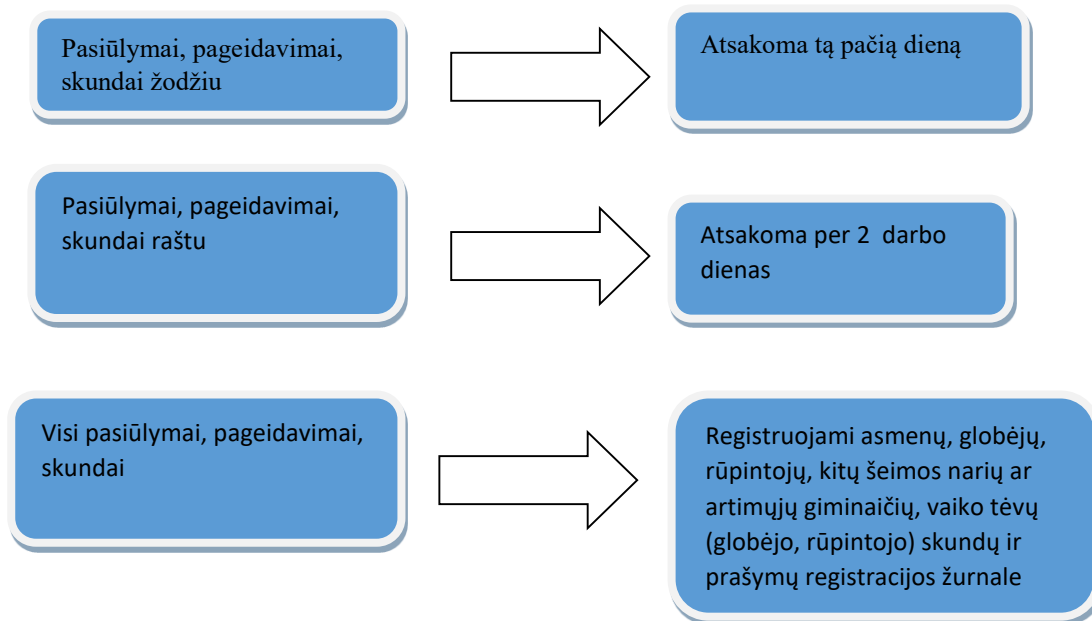 Pasiūlymai, pageidavimai,
skundai žodžiu
Atsakoma tą pačią dieną
Pasiūlymai, pageidavimai,
skundai raštu
Atsakoma per 2  darbo
dienas
Visi pasiūlymai, pageidavimai,
skundai
Registruojami asmenų, globėjų,
rūpintojų, kitų šeimos narių ar
artimųjų giminaičių, vaiko tėvų
(globėjo, rūpintojo) skundų ir
prašymų registracijos žurnale